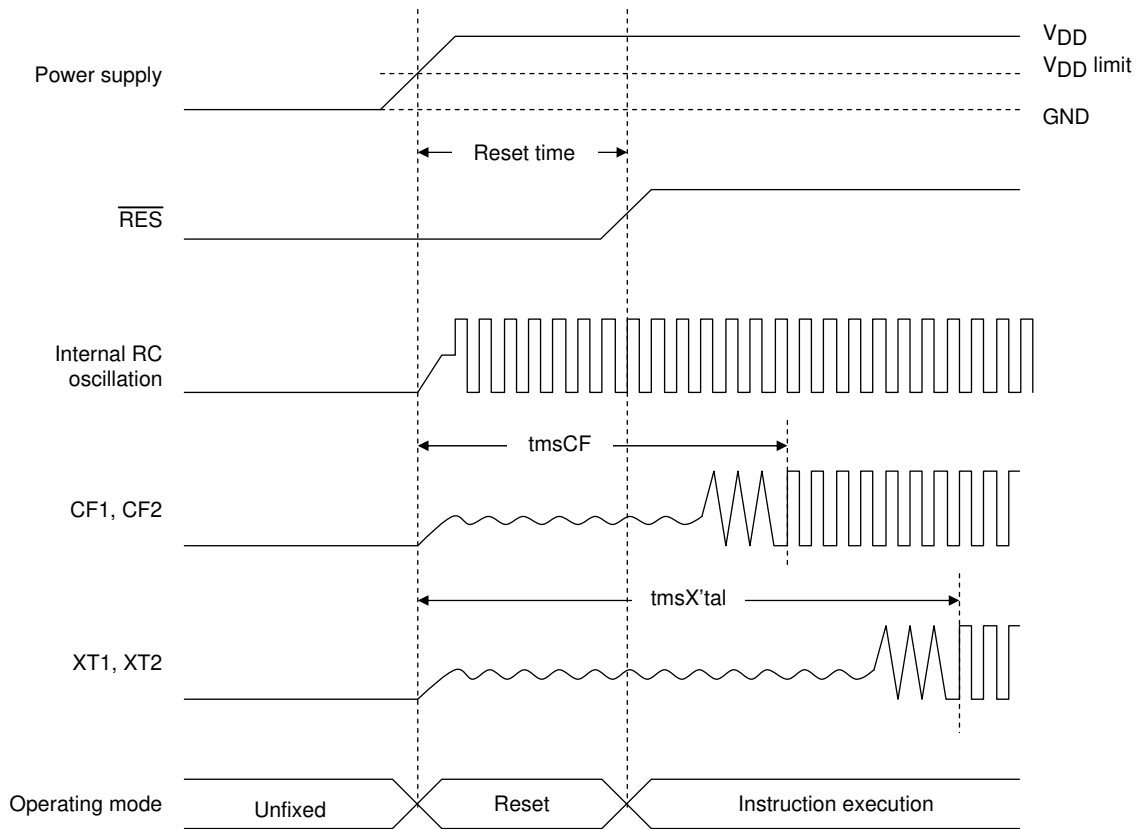 VDD
Power supply
VDD limit
GND
Reset time
RES
Internal RC
oscillation
tmsCF
CF1, CF2
tmsX'tal
XT1, XT2
Operating mode
Unfixed
Reset
Instruction execution